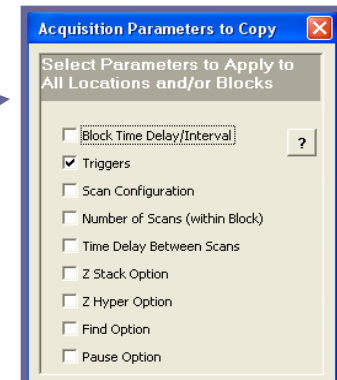 Acquisition Parameters to Copy
Select Parameters to Apply to
All Locations and/or Blocks
Block Time Delay/Interval
?
Triggers
Scan Configuration
Number of Scans (within Block)
Time Delay Between Scans
Z Stack Option
Z Hyper Option
Find Option
Pause Option